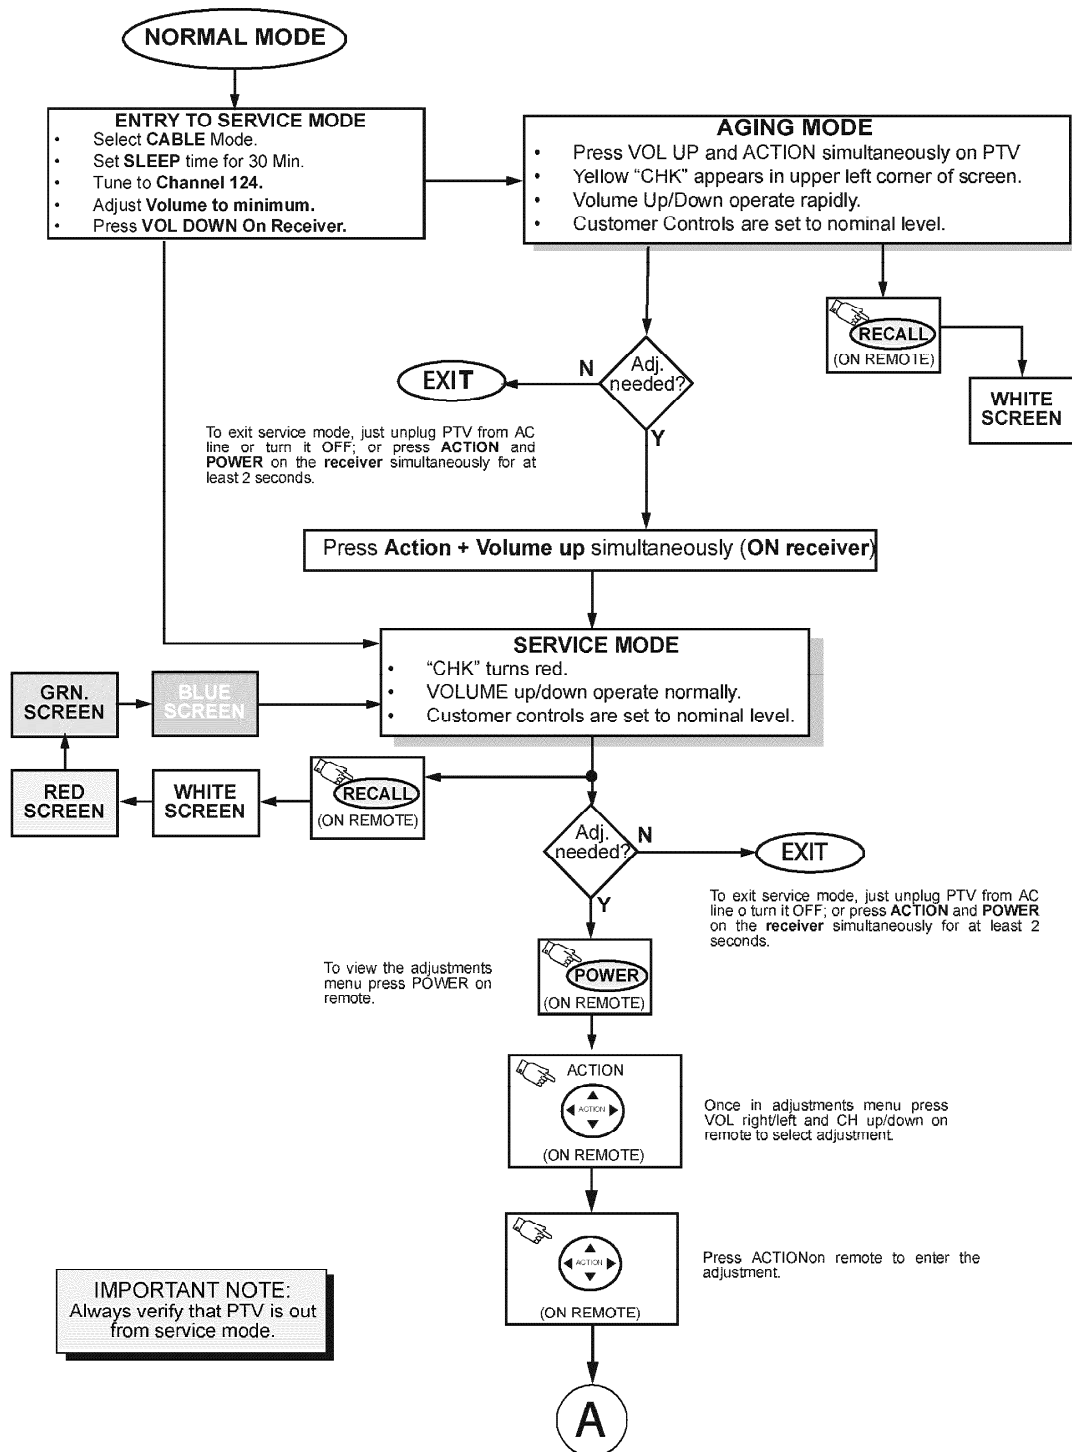 NORMAL MODE
ENTRY TO SERVICE MODE
• Select CABLE Mode.
• Set SLEEP time for 30 Min.
• Tune to Channel 124.
• Adjust Volume to minimum.
• Press VOL DOWN On Receiver.
AGING MODE
• Press VOL UP and ACTION simultaneously on PTV
• Yellow “CHK” appears in upper left corner of screen.
• Volume Up/Down operate rapidly.
• Customer Controls are set to nominal level.
RECALL
(ON REMOTE)
WHITE
SCREEN
Adj.
needed?
N
EXIT
Y
To exit service mode, just unplug PTV from AC
line or turn it OFF; or press ACTION and
POWER on the receiver simultaneously for at
least 2 seconds.
Press Action + Volume up simultaneously (ON receiver)
SERVICE MODE
• “CHK” turns red.
• VOLUME up/down operate normally.
• Customer controls are set to nominal level.
GRN.
SCREEN
BLUE
SCREEN
RED
SCREEN
WHITE
SCREEN
RECALL
(ON REMOTE)
Adj.
needed?
N
EXIT
Y
To exit service mode, just unplug PTV from AC
line o turn it OFF; or press ACTION and POWER
on the receiver simultaneously for at least 2
seconds.
To view the adjustments
menu press POWER on
remote.
POWER
(ON REMOTE)
ACTION
ACTION
(ON REMOTE)
Once in adjustments menu press
VOL right/left and CH up/down on
remote to select adjustment.
ACTION
(ON REMOTE)
Press ACTIONon remote to enter the
adjustment.
IMPORTANT NOTE:
Always verify that PTV is out
from service mode.
A